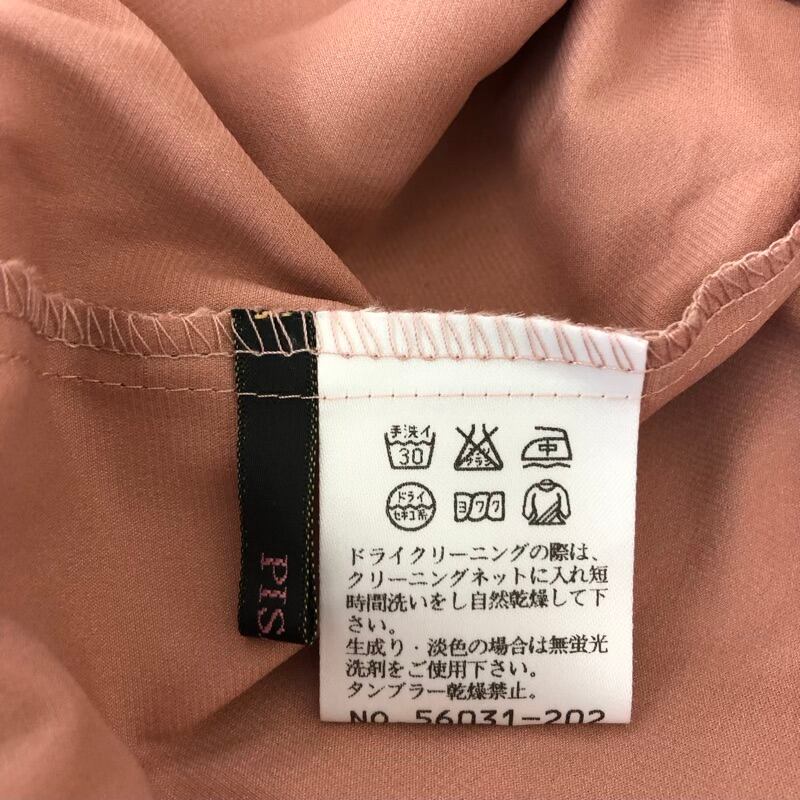 手洗イ
30
エンソ
サラシ
中
ドライ
セキユ系
ヨワク
ドライクリーニングの際は、
クリーニングネットに入れ短
時間洗いをし自然乾燥して下
さい。
生成り・淡色の場合は無蛍光
洗剤をご使用下さい。
タンブラー乾燥禁止。
NO 56031-202
PIS